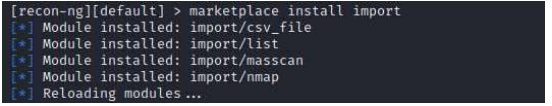 [recon-ng][default] > marketplace install import
[*] Module installed: import/csv_file
[*] Module installed: import/list
[*] Module installed: import/masscan
[*] Module installed: import/nmap
[*] Reloading modules...